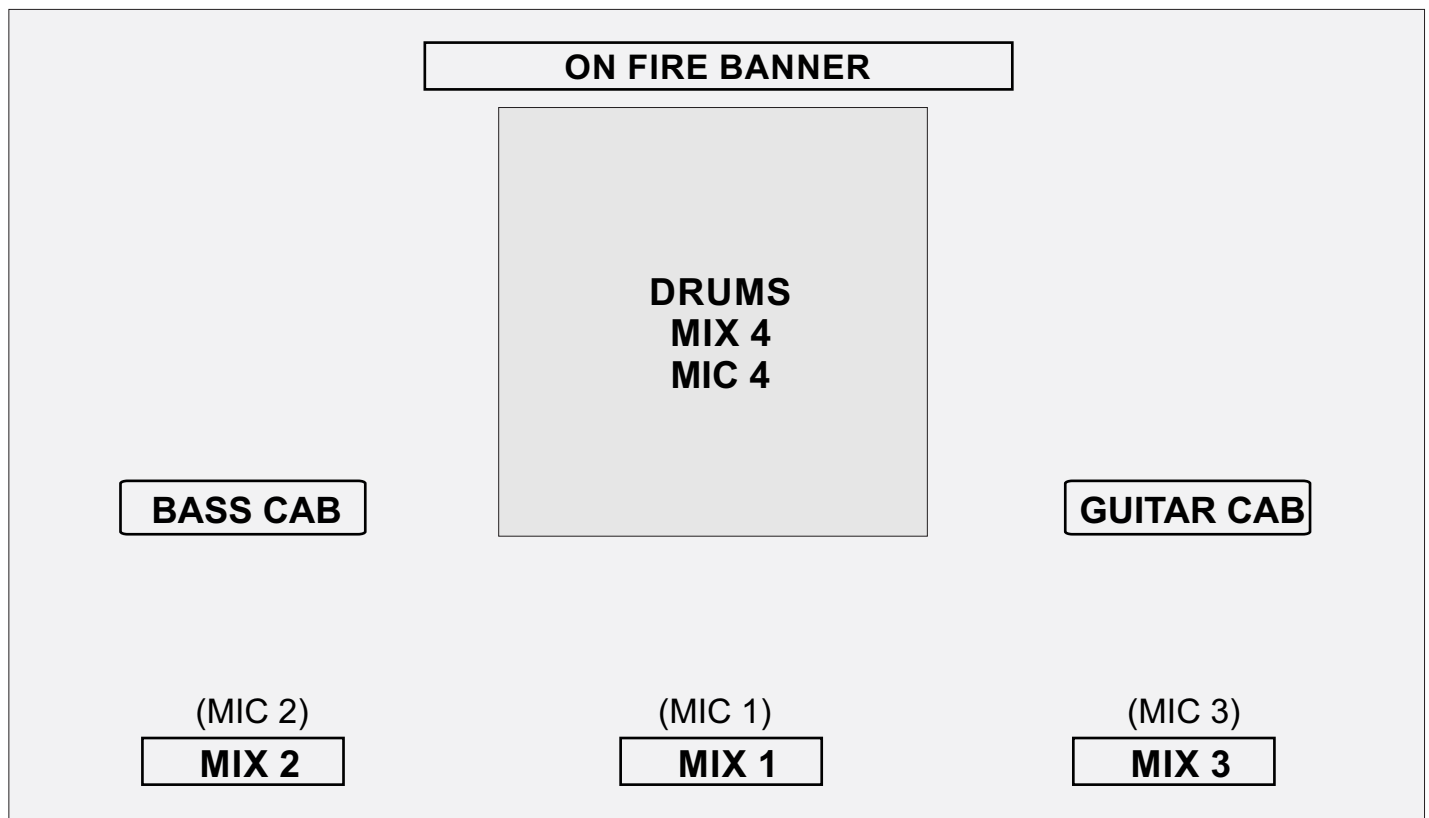 ON FIRE BANNER
DRUMS
MIX 4
MIC 4
BASS CAB
GUITAR CAB
(MIC 2)
(MIC 1)
(MIC 3)
MIX 2
MIX 1
MIX 3